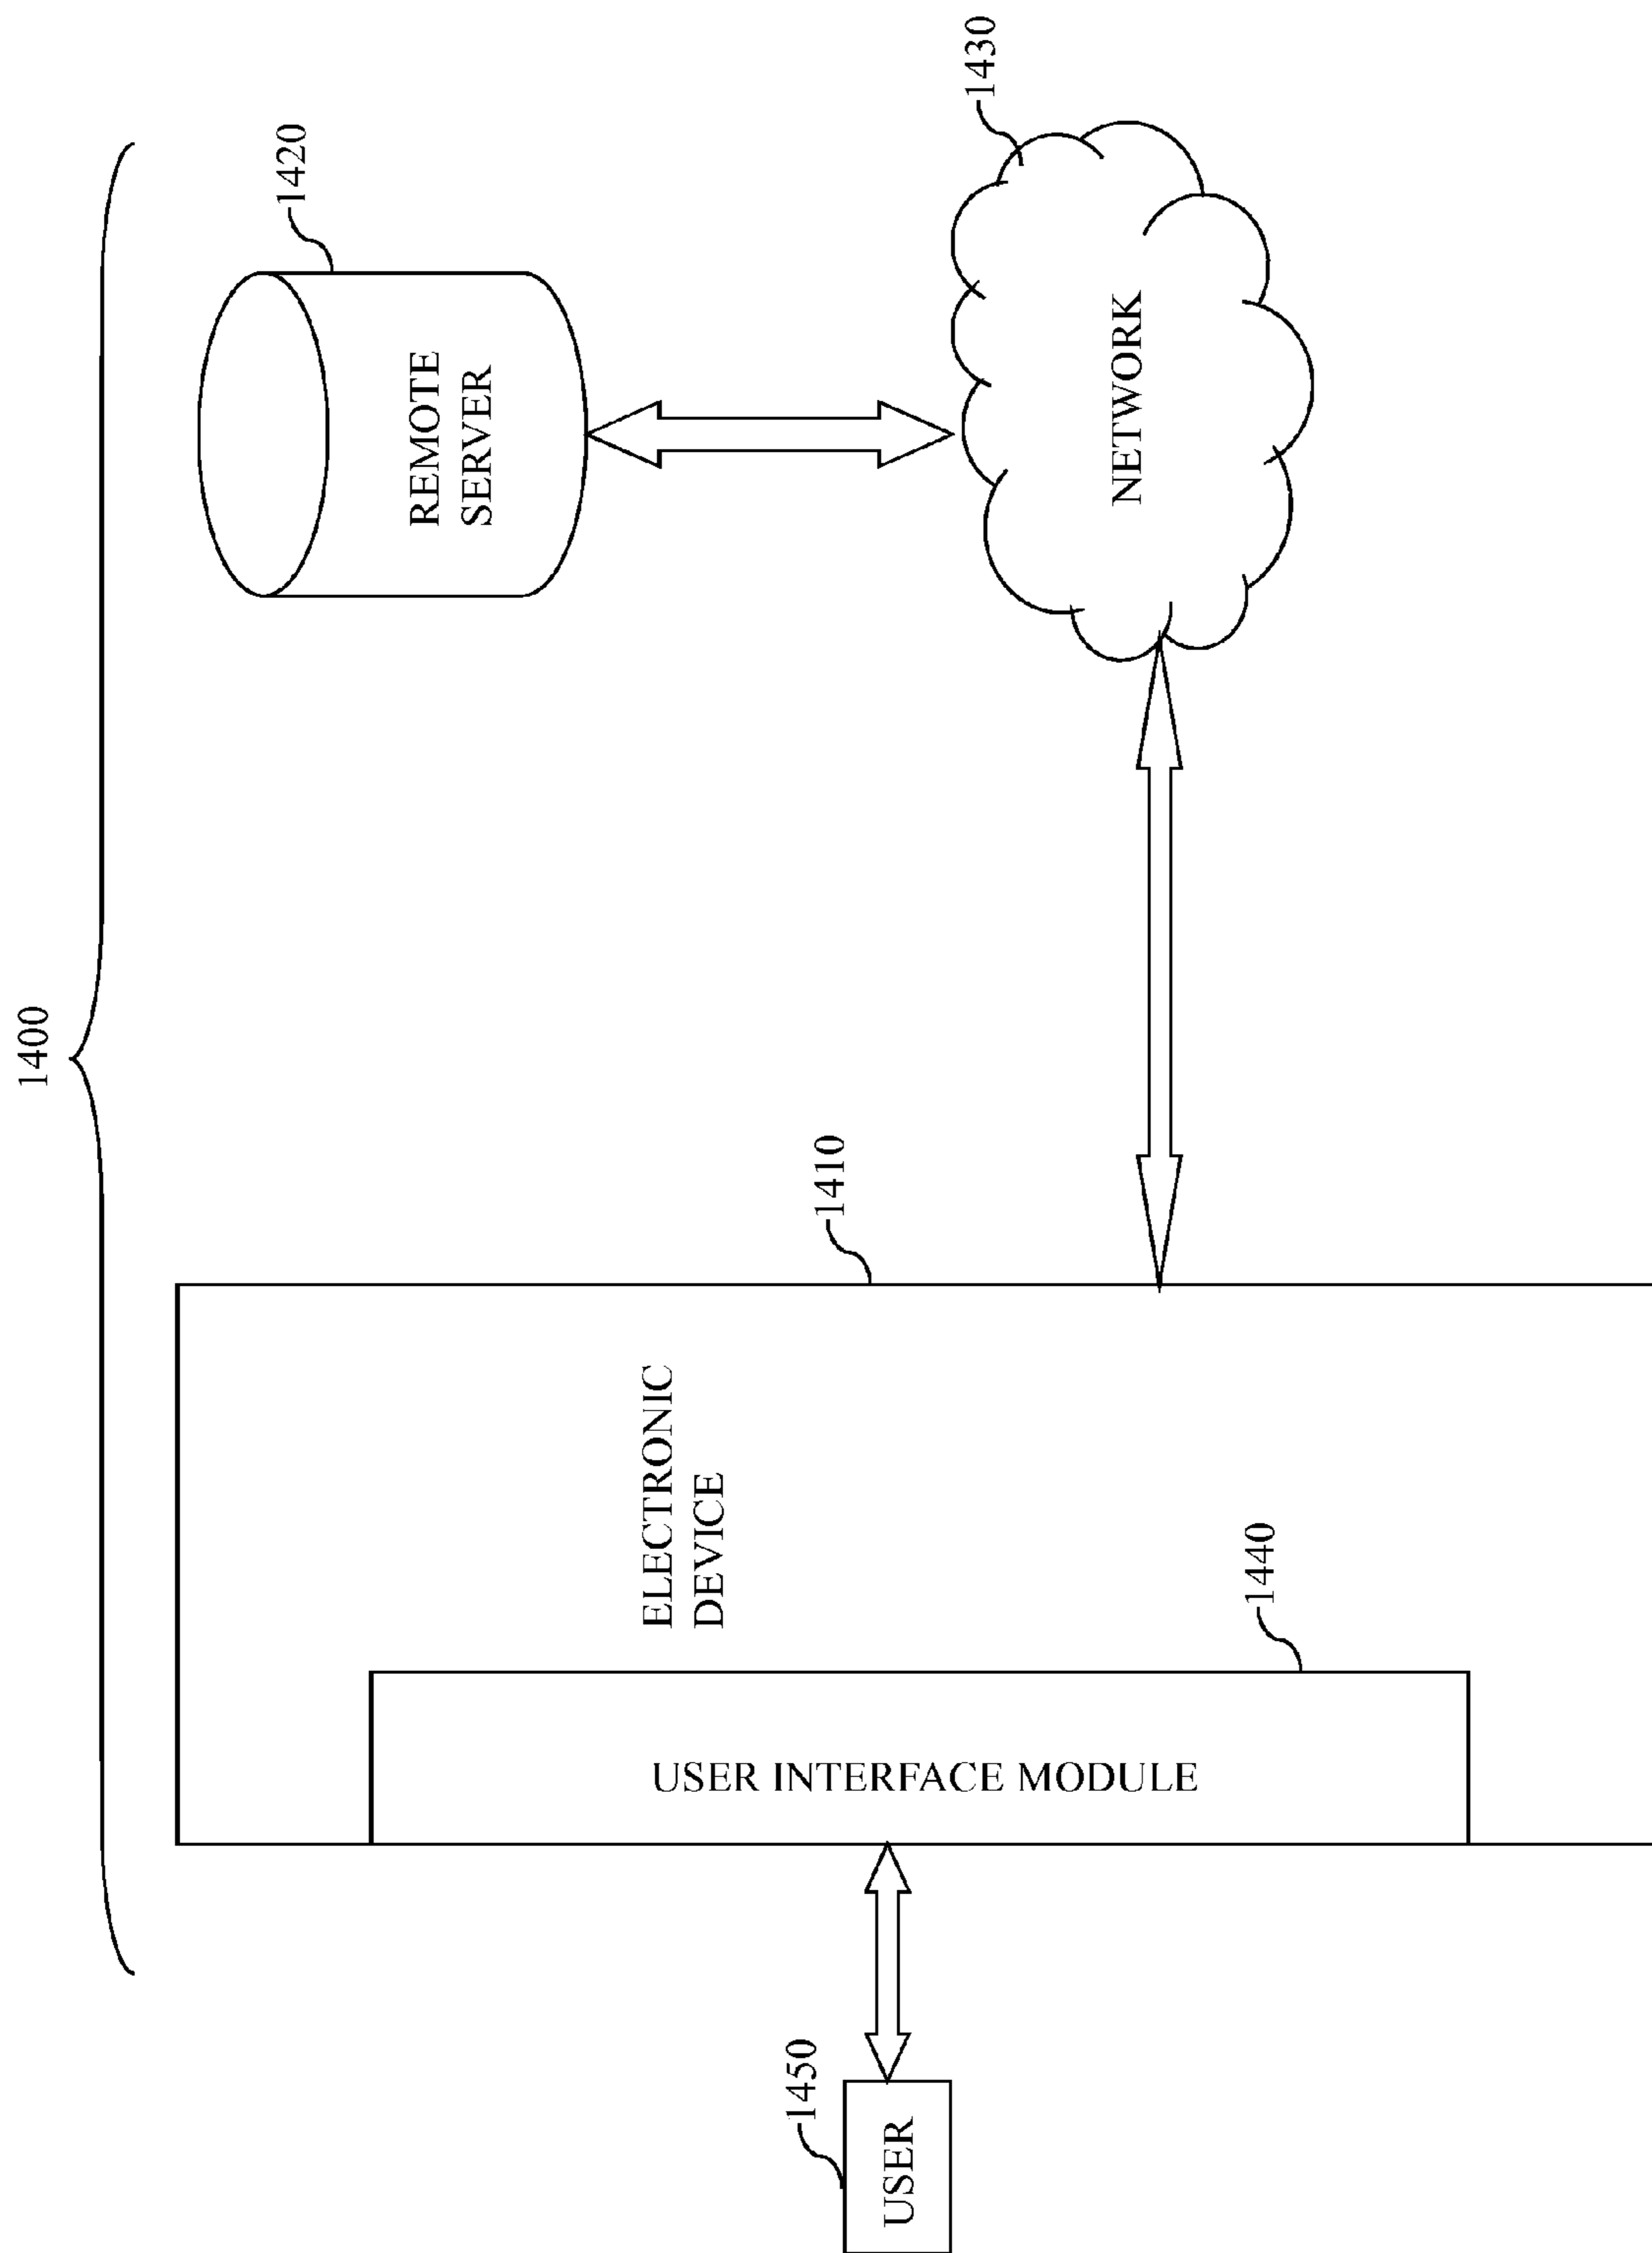 1400
1420
REMOTE
SERVER
1430
NETWORK
1410
ELECTRONIC
DEVICE
1440
USER INTERFACE MODULE
1450
USER